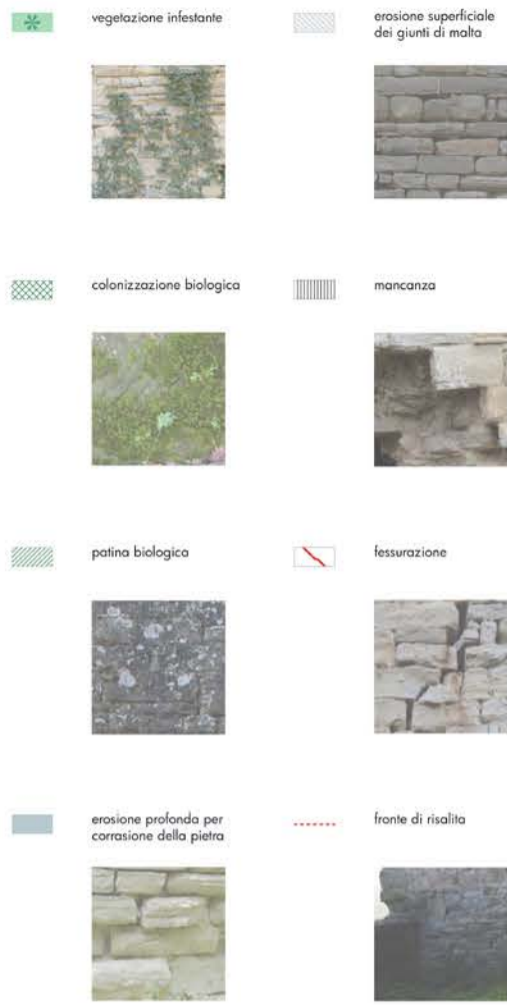 vegetazione infestante
erosione superficiale
dei giunti di malta
colonizzazione biologica
mancanza
patina biologica
fessurazione
erosione profonda per
corrasione della pietra
fronte di risalita